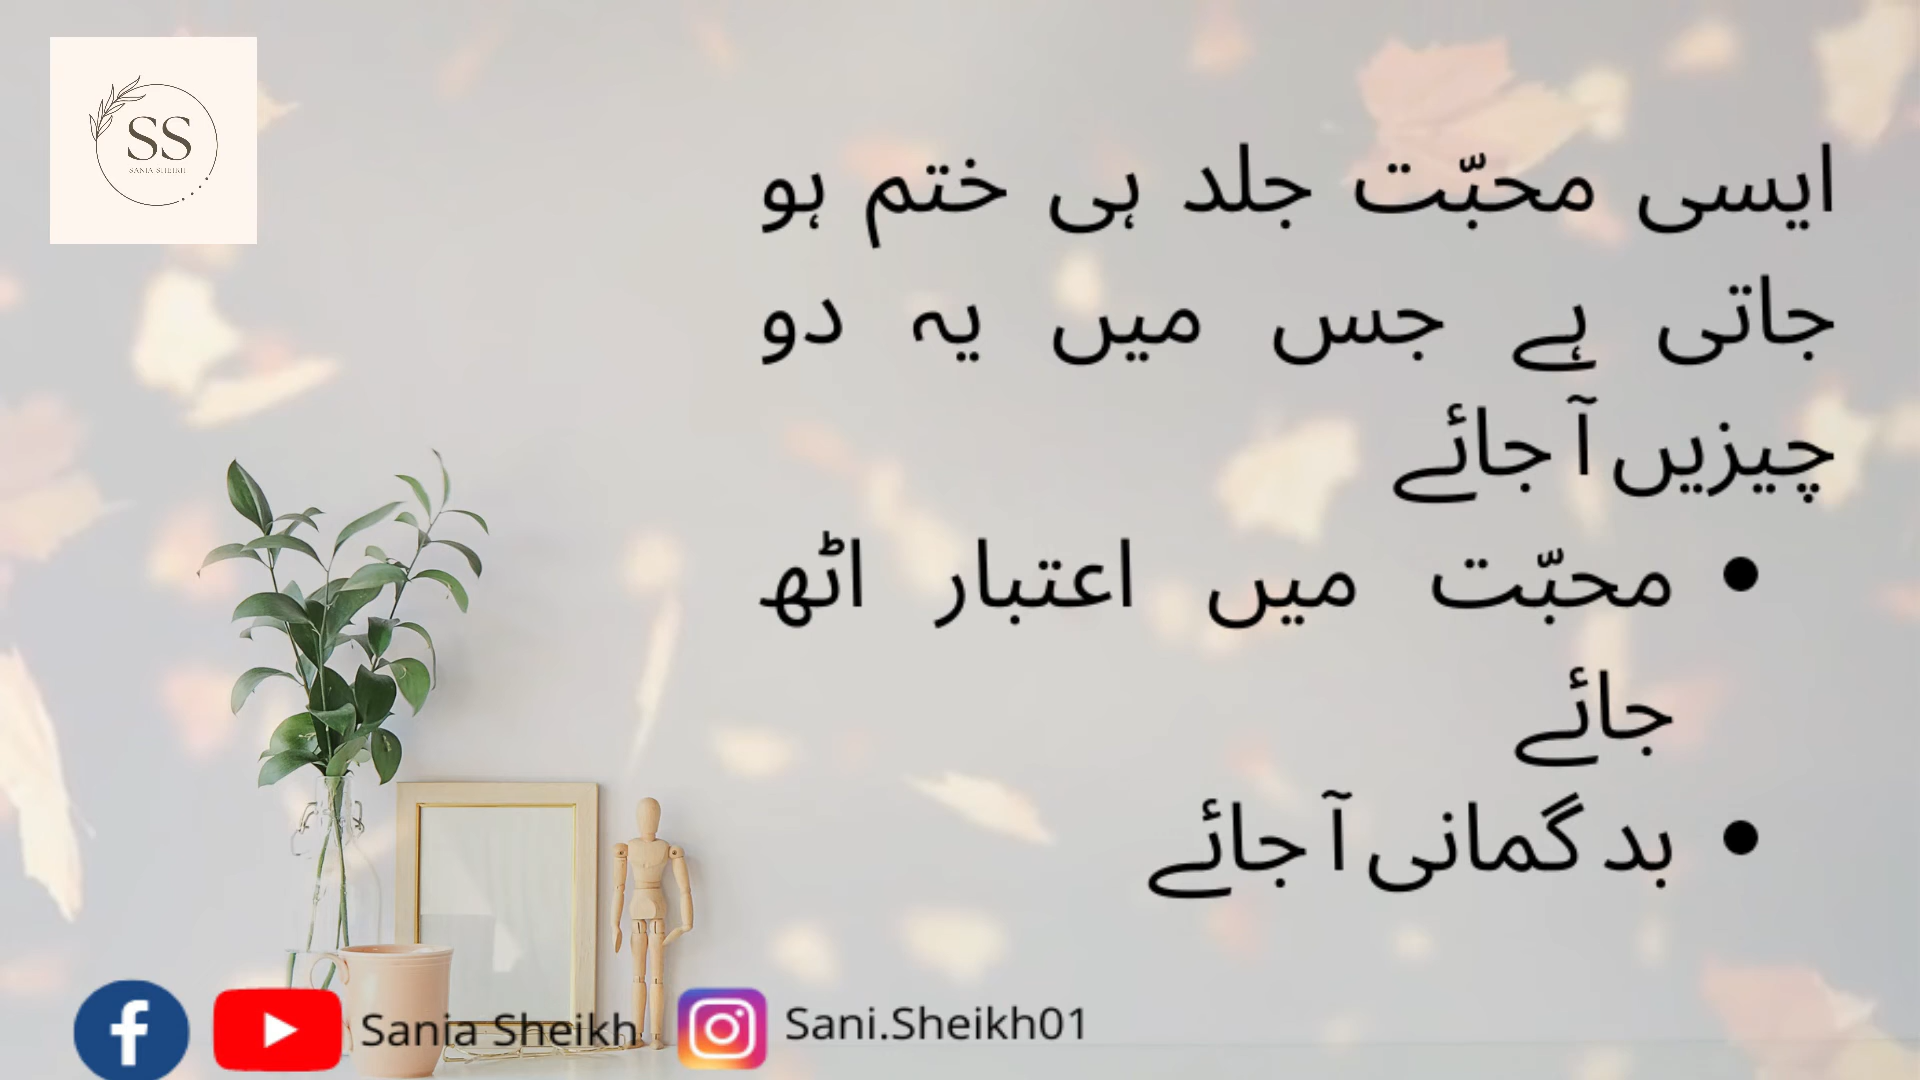 SS
SANIA SHEIKH
ایسی محبّت جلد ہی ختم ہو
جاتی ہے جس میں یہ دو
چیزیں آ جائے
• محبّت میں اعتبار اٹھ
جائے
• بد گمانی آ جائے
Sania Sheikh
Sani.Sheikh01